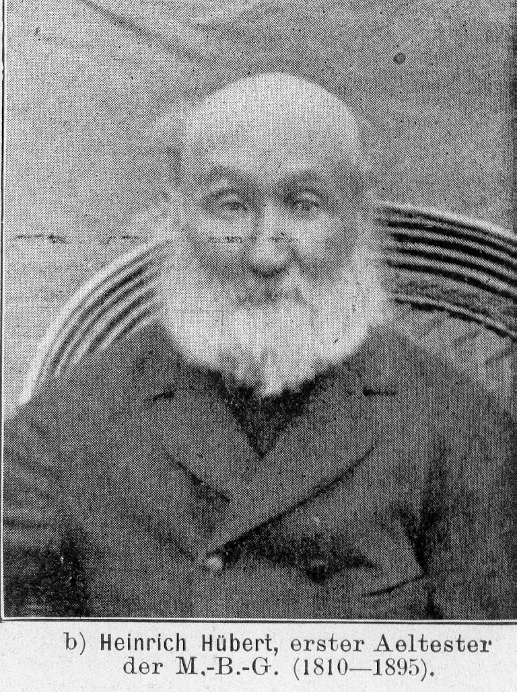 b) Heinrich Hübert, erster Aeltester
der M.-B.-G. (1810—1895).